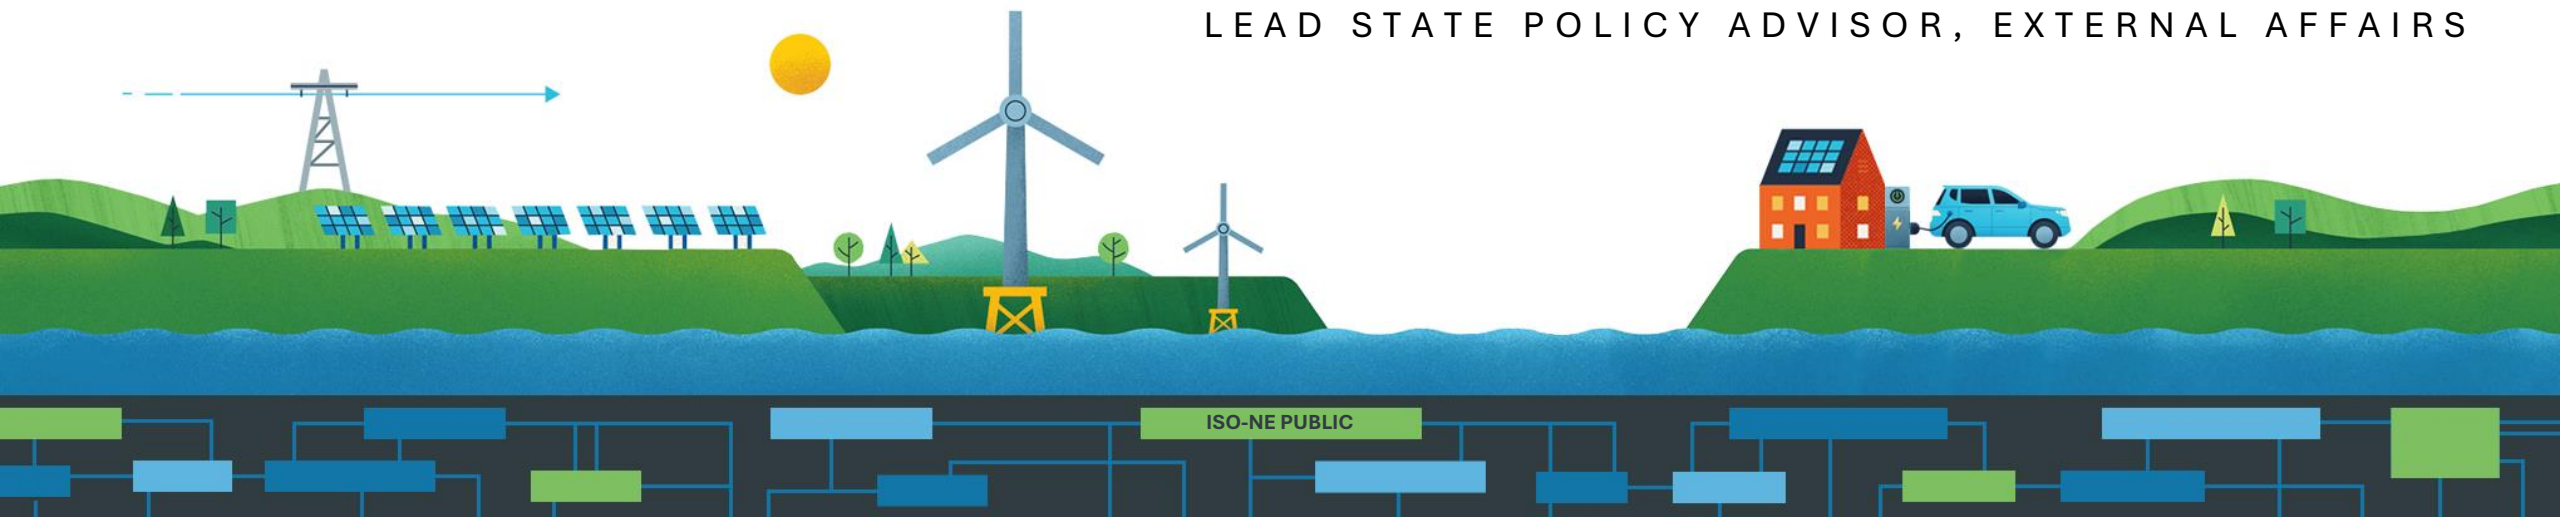 LEAD STATE POLICY ADVISOR, EXTERNAL AFFAIRS
ISO-NE PUBLIC